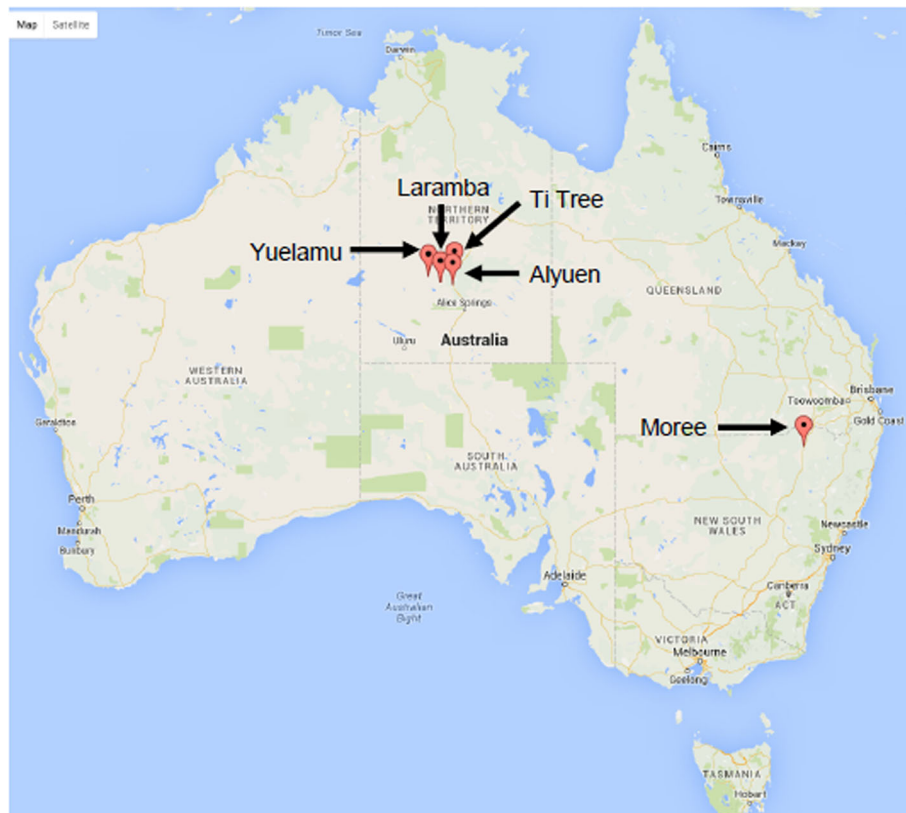 Map Satellite
Timor Sea
Darwin
Cairns
Laramba
Ti Tree
NORTHERN
TERRITORY
Townsville
Yuelamu
Mackay
Alyuen
QUEENSLAND
Alice Springs
Uluru
Australia
WESTERN
AUSTRALIA
Brisbane
Toowoomba
Gold Coast
Geraldton
Moree
SOUTH
AUSTRALIA
Perth
NEW SOUTH
WALES
Newcastle
Mandurah
Bunbury
Sydney
Adelaide
Canberra
Great
Australian
Bight
ACT
VICTORIA
Melbourne
Geelong
TASMANIA
Hobart